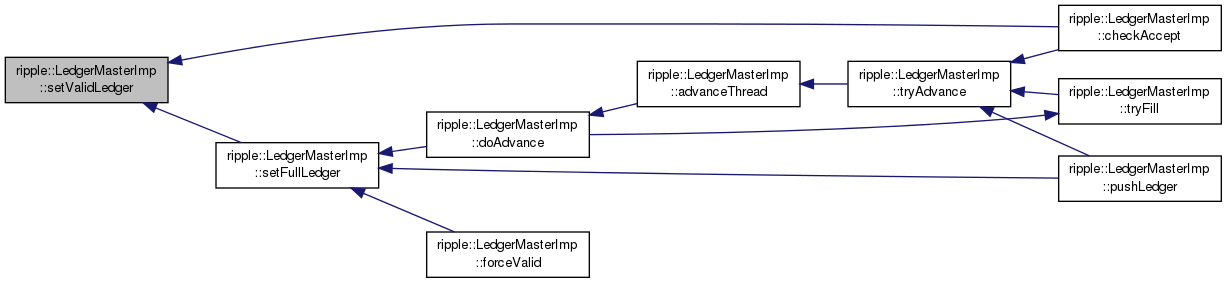 ripple::LedgerMasterImp
::setValidLedger
ripple::LedgerMasterImp
::setFullLedger
ripple::LedgerMasterImp
::doAdvance
ripple::LedgerMasterImp
::forceValid
ripple::LedgerMasterImp
::advanceThread
ripple::LedgerMasterImp
::tryAdvance
ripple::LedgerMasterImp
::checkAccept
ripple::LedgerMasterImp
::tryFill
ripple::LedgerMasterImp
::pushLedger